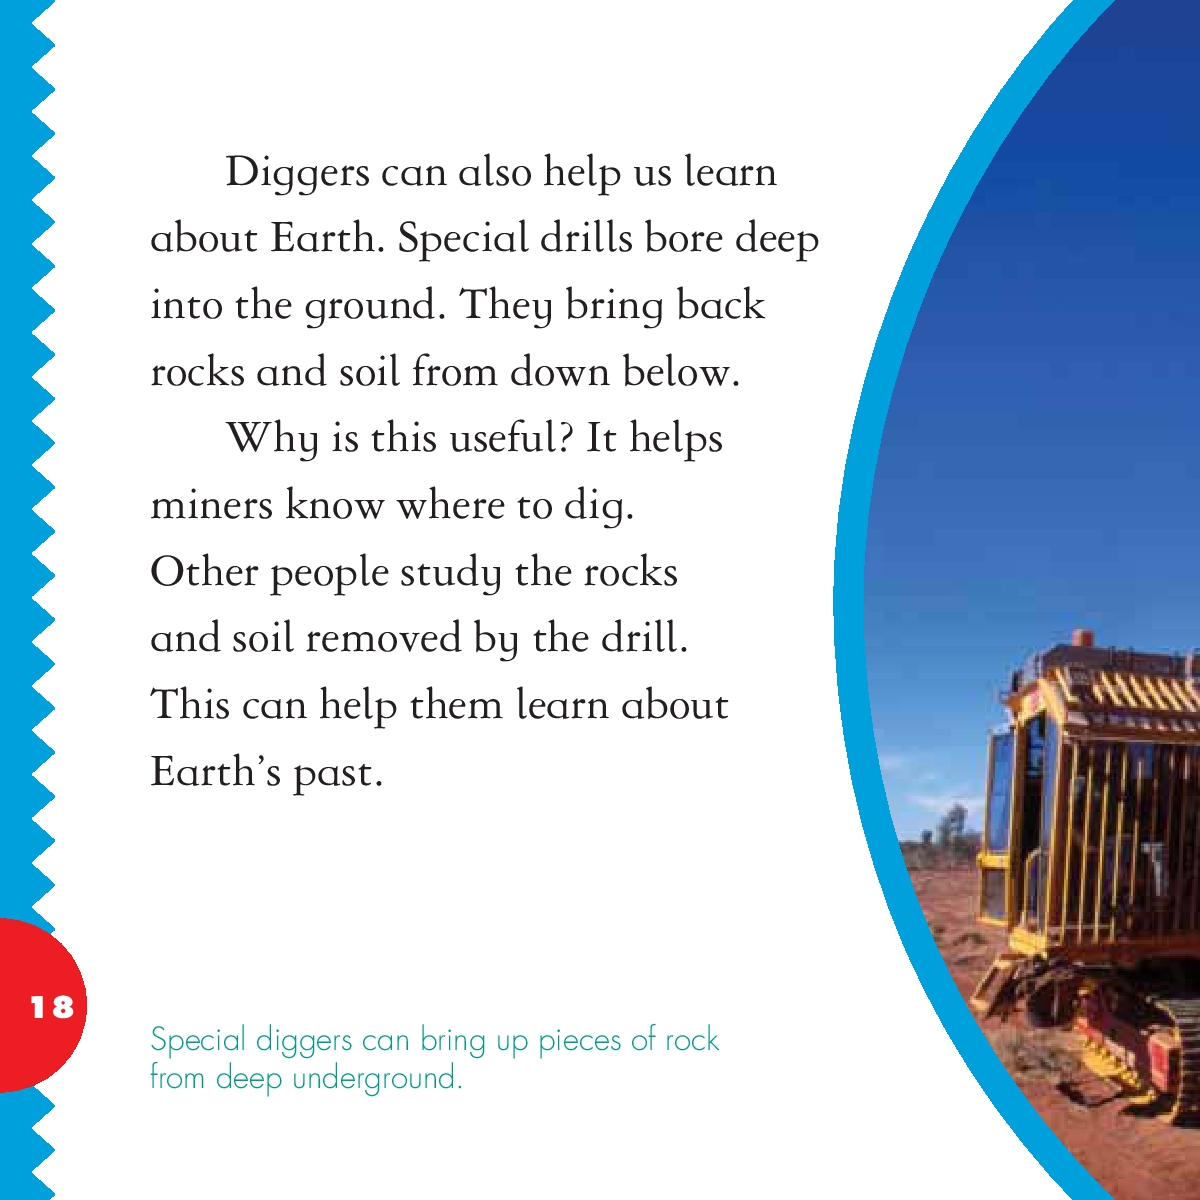 Diggers can also help us learn
about Earth. Special drills bore deep
into the ground. They bring back
rocks and soil from down below.
Why is this useful? It helps
miners know where to dig.
Other people study the rocks
and soil removed by the drill.
This can help them learn about
Earth’s past.
18
Special diggers can bring up pieces of rock
from deep underground.